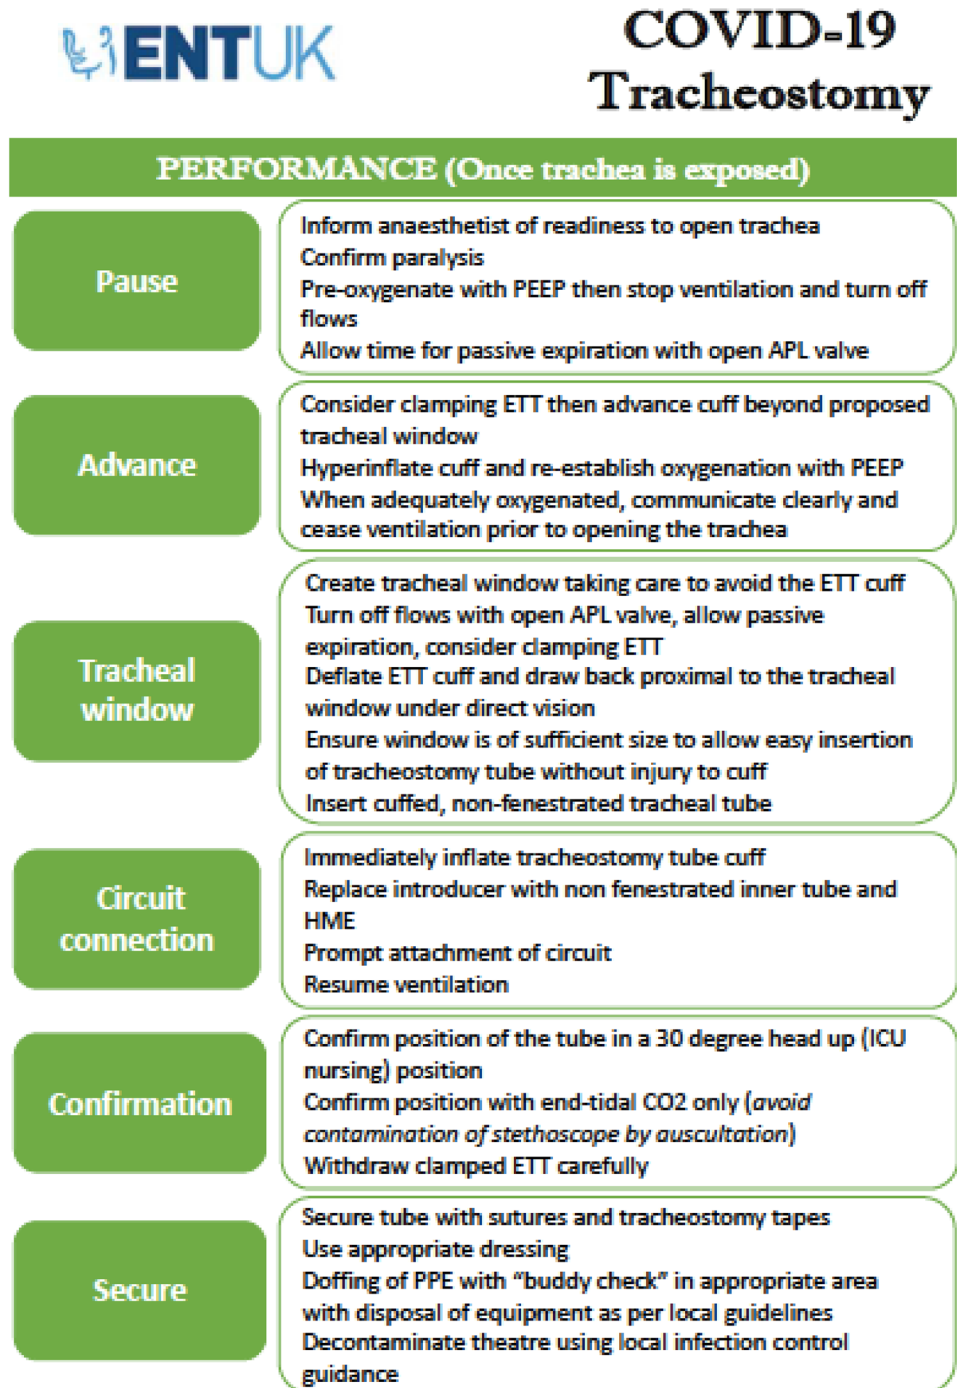 ENTUK
COVID-19
Tracheostomy
PERFORMANCE (Once trachea is exposed)
Pause
Inform anaesthetist of readiness to open trachea
Confirm paralysis
Pre-oxygenate with PEEP then stop ventilation and turn off
flows
Allow time for passive expiration with open APL valve
Advance
Consider clamping ETT then advance cuff beyond proposed
tracheal window
Hyperinflate cuff and re-establish oxygenation with PEEP
When adequately oxygenated, communicate clearly and
cease ventilation prior to opening the trachea
Tracheal
window
Create tracheal window taking care to avoid the ETT cuff
Turn off flows with open APL valve, allow passive
expiration, consider clamping ETT
Deflate ETT cuff and draw back proximal to the tracheal
window under direct vision
Ensure window is of sufficient size to allow easy insertion
of tracheostomy tube without injury to cuff
Insert cuffed, non-fenestrated tracheal tube
Circuit
connection
Immediately inflate tracheostomy tube cuff
Replace introducer with non fenestrated inner tube and
HME
Prompt attachment of circuit
Resume ventilation
Confirmation
Confirm position of the tube in a 30 degree head up (ICU
nursing) position
Confirm position with end-tidal CO2 only (avoid
contamination of stethoscope by auscultation)
Withdraw clamped ETT carefully
Secure
Secure tube with sutures and tracheostomy tapes
Use appropriate dressing
Doffing of PPE with “buddy check” in appropriate area
with disposal of equipment as per local guidelines
Decontaminate theatre using local infection control
guidance